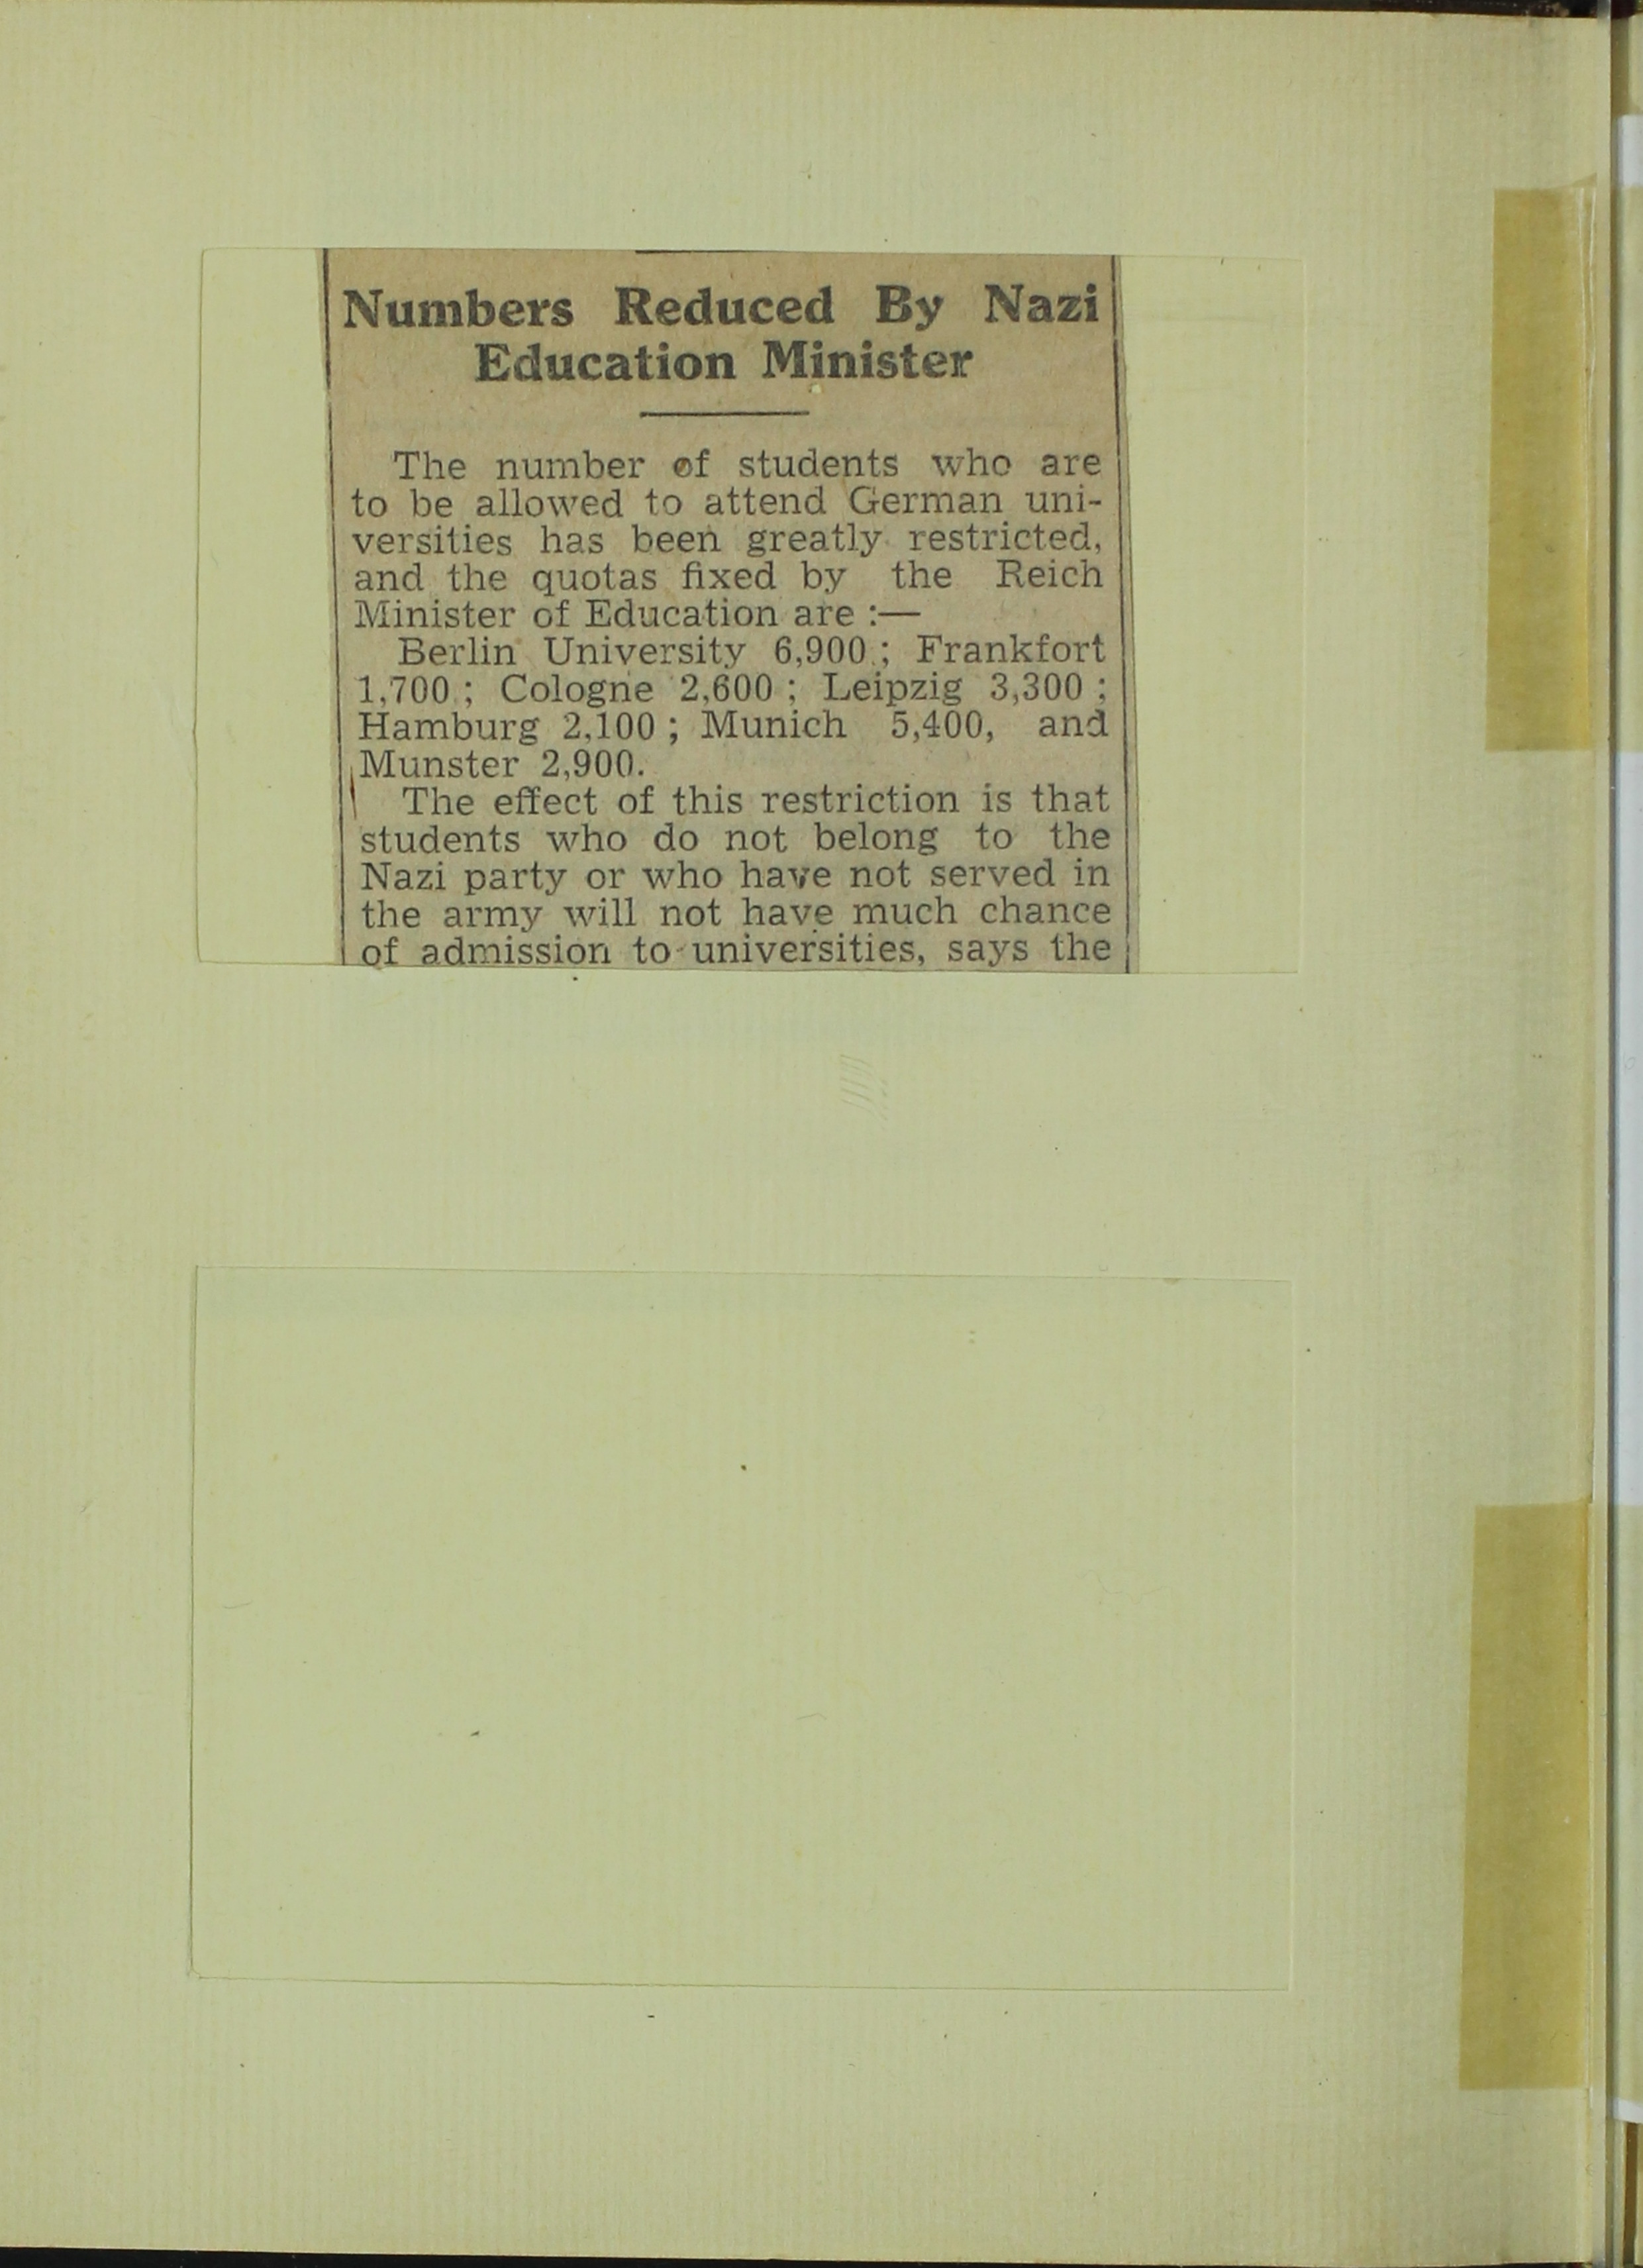 Numbers Reduced By Nazi
Education Minister
The number of students who are
to be allowed to attend German uni-
versities has been greatly restricted,
and the quotas fixed by the Reich
Minister of Education are :—
Berlin University 6,900 ; Frankfort
1,700 ; Cologne 2,600 ; Leipzig 3,300 ;
Hamburg 2,100 ; Munich 5,400, and
Munster 2,900.
The effect of this restriction is that
students who do not belong to the
Nazi party or who have not served in
the army will not have much chance
of admission to universities, says the